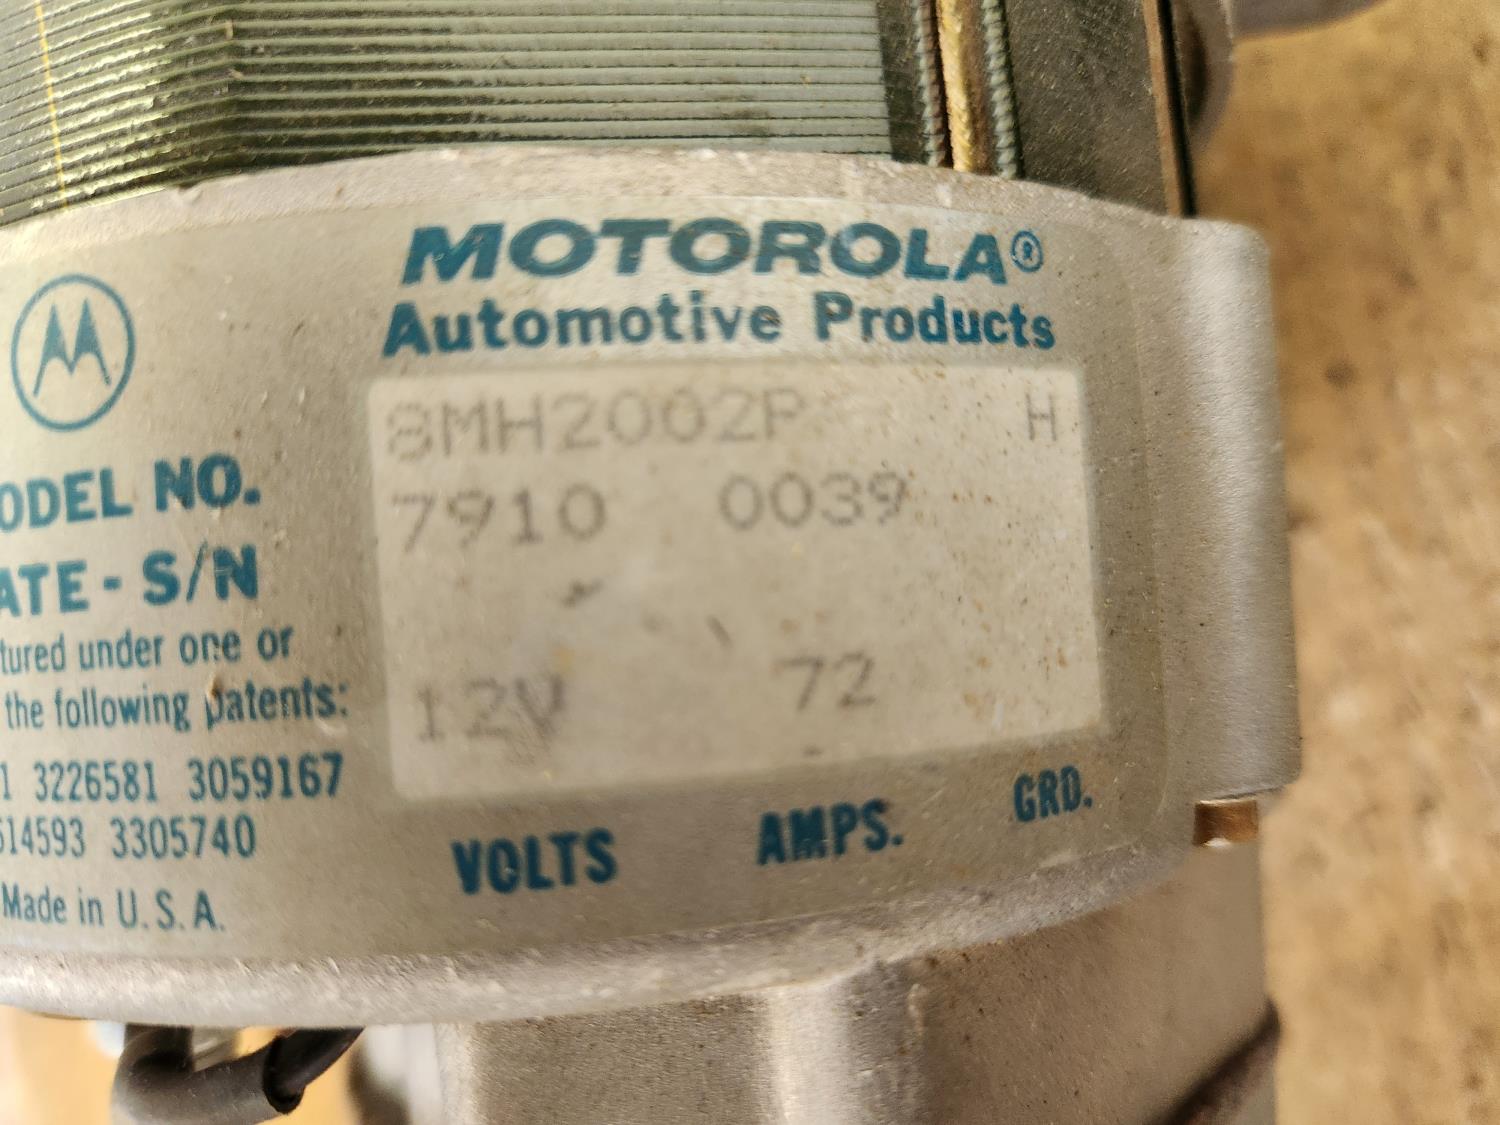 MOTOROLA®
Automotive Products
8MH2002P H
ODEL NO.
7910 0039
ATE - S/N
tured under one or
the following patents:
12V 72
1 3226581 3059167
614593 3305740
VOLTS AMPS. GRD.
Made in U.S.A.